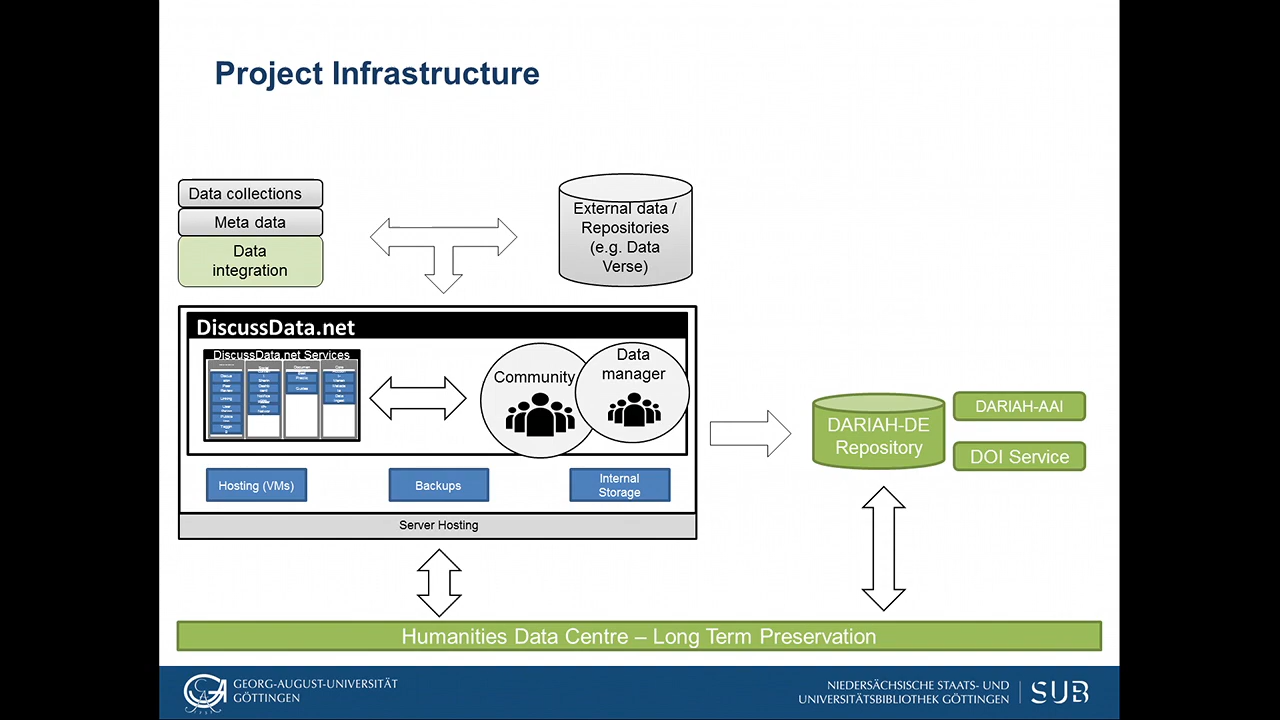 Project Infrastructure
Data collections
Meta data
Data
integration
External data /
Repositories
(e.g. Data
Verse)
DiscussData.net
DiscussData.net Services
Community
Data
manager
Hosting (VMs)
Backups
Internal
Storage
Server Hosting
DARIAH-DE
Repository
DARIAH-AAI
DOI Service
Humanities Data Centre – Long Term Preservation
GEORG-AUGUST-UNIVERSITÄT
GÖTTINGEN
NIEDERSÄCHSISCHE STAATS- UND
UNIVERSITÄTSBIBLIOTHEK GÖTTINGEN
SUB